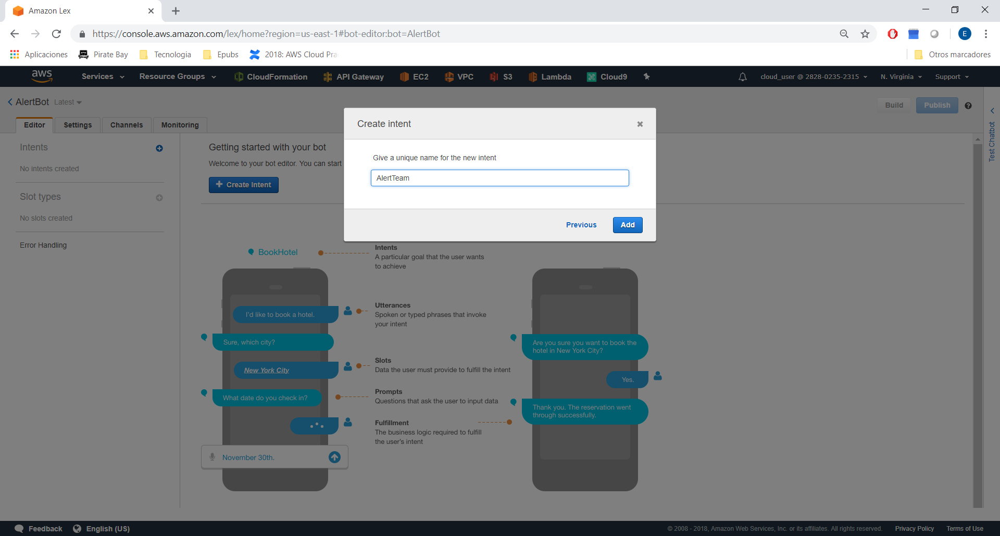 Amazon Lex
https://console.aws.amazon.com/lex/home?region=us-east-1#bot-editor:bot=AlertBot
E
Aplicaciones Pirate Bay Tecnologia Epubs 2018: AWS Cloud Pra Otros marcadores
aws Services Resource Groups CloudFormation API Gateway EC2 VPC S3 Lambda Cloud9 cloud_user @ 2828-0235-2315 N. Virginia Support
AlertBot Latest Build Publish ?
Editor Settings Channels Monitoring
Test Chatbot
Intents
No intents created
Slot types
No slots created
Error Handling
Getting started with your bot
Welcome to your bot editor. You can start
Create Intent
Create intent
Give a unique name for the new intent
AlertTeam
Previous Add
BookHotel
Intents
A particular goal that the user wants
to achieve
I'd like to book a hotel.
Utterances
Spoken or typed phrases that invoke
your intent
Sure, which city?
New York City
Slots
Data the user must provide to fulfill the intent
What date do you check in?
Prompts
Questions that ask the user to input data
Fulfillment
The business logic required to fulfill
the user's intent
November 30th.
Are you sure you want to book the
hotel in New York City?
Yes.
Thank you. The reservation went
through successfully.
Feedback English (US) © 2008 - 2018, Amazon Web Services, Inc. or its affiliates. All rights reserved. Privacy Policy Terms of Use